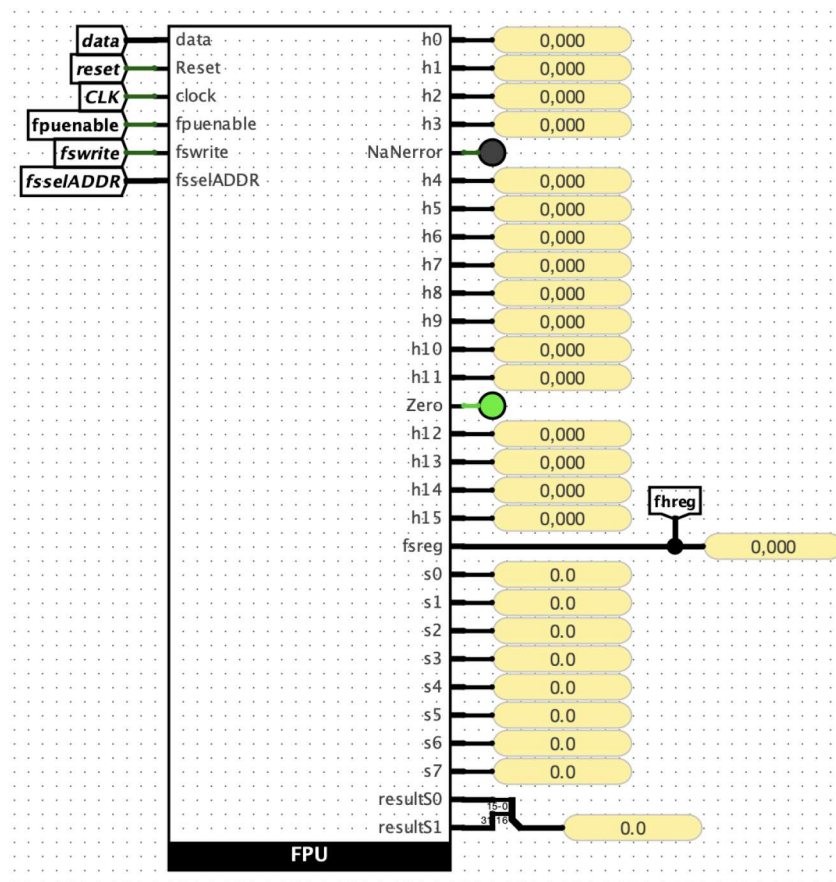 data data h0 0,000
reset Reset h1 0,000
CLK clock h2 0,000
fpuenable fpuenable h3 0,000
fswrite fswrite NaNerror
fsselADDR fsselADDR h4 0,000
h5 0,000
h6 0,000
h7 0,000
h8 0,000
h9 0,000
h10 0,000
h11 0,000
Zero
h12 0,000
h13 0,000
h14 0,000
fhreg
h15 0,000
fsreg 0,000
s0 0.0
s1 0.0
s2 0.0
s3 0.0
s4 0.0
s5 0.0
s6 0.0
s7 0.0
resultS0
15-0
resultS1 31-16 0.0
FPU